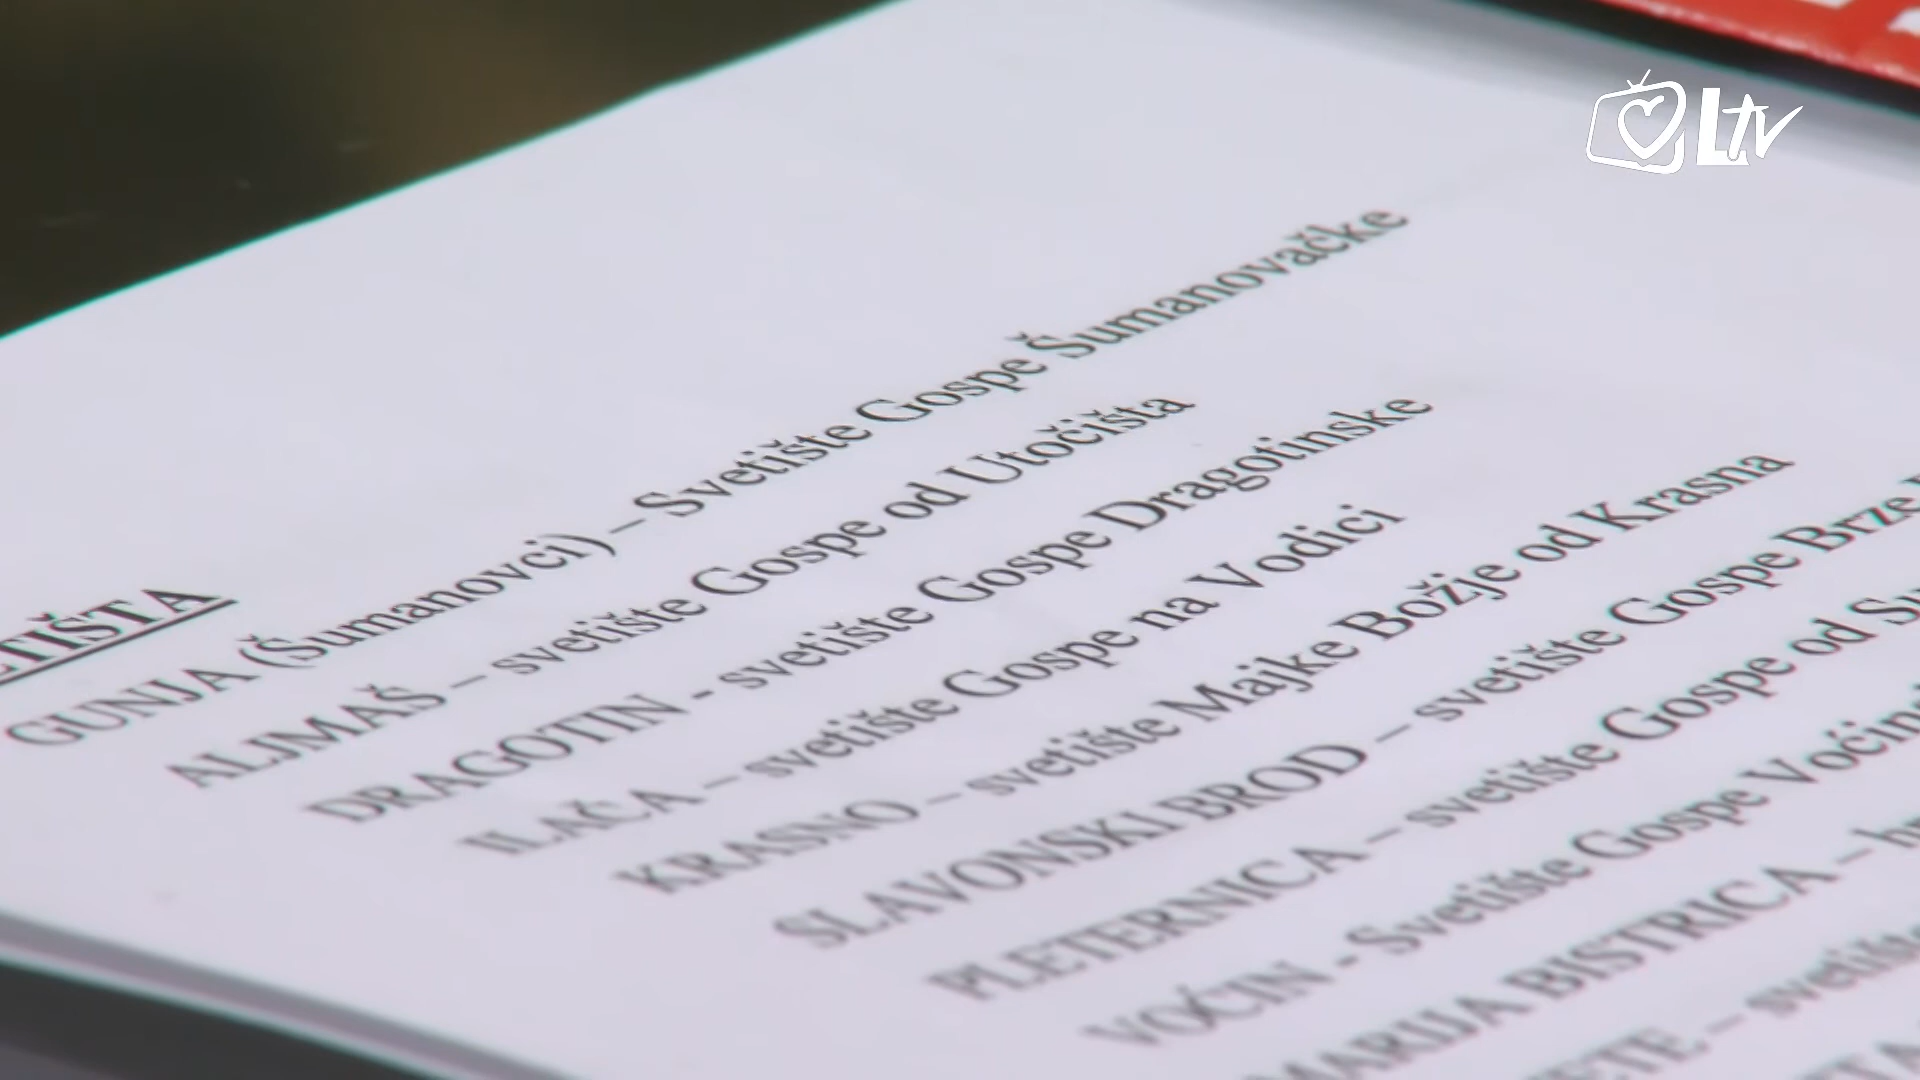 LTV
GUNJA (Šumanovci) – Svetište Gospe Šumanovačke
ALJMAŠ – svetište Gospe od Utočišta
DRAGOTIN - svetište Gospe Dragotinske
ILAČA – svetište Gospe na Vodici
KRASNO – svetište Majke Božje od Krasna
SLAVONSKI BROD – svetište Gospe Brze
PLETERNICA – svetište Gospe od
VOĆIN - Svetište Gospe
MARIJA BISTRICA –
– svetište